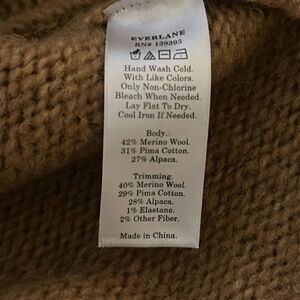 EVERLANE
RN# 139393
Hand Wash Cold.
With Like Colors.
Only Non-Chlorine
Bleach When Needed.
Lay Flat To Dry.
Cool Iron If Needed.
Body.
42% Merino Wool.
31% Pima Cotton.
27% Alpaca.
Trimming.
40% Merino Wool.
29% Pima Cotton.
28% Alpaca.
1% Elastane.
2% Other Fiber.
Made in China.